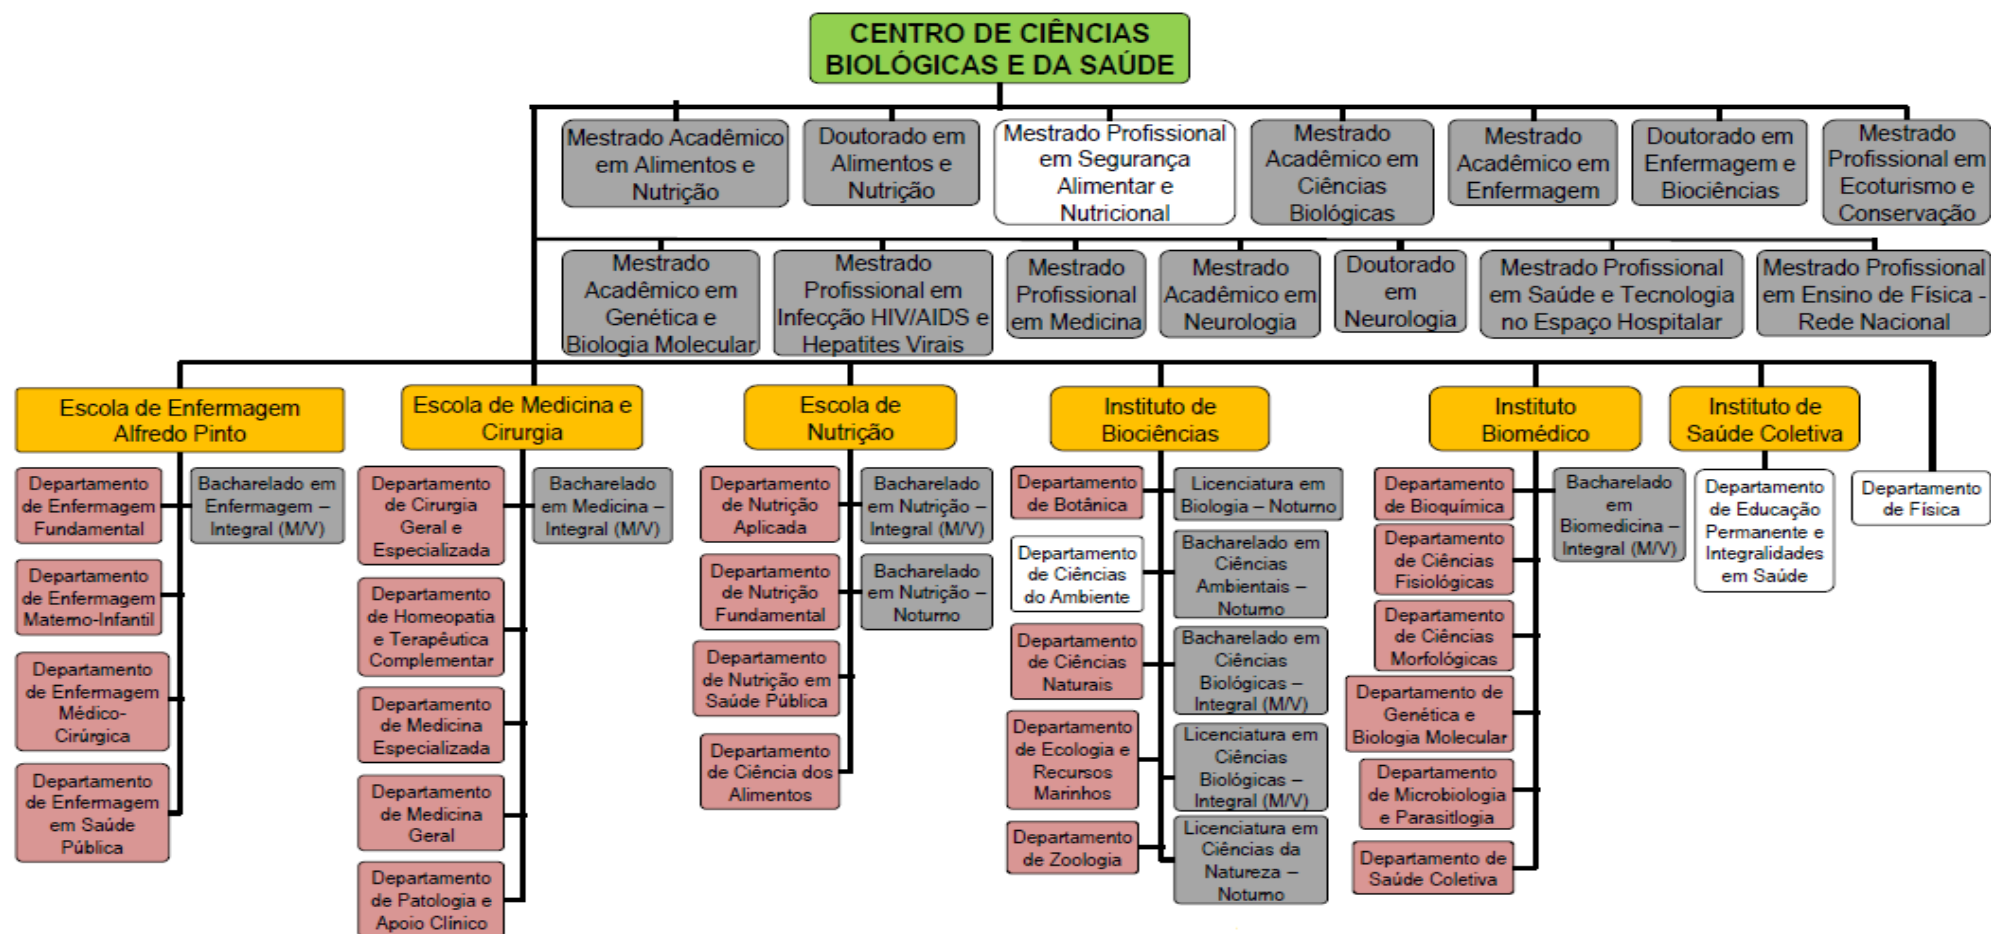 CENTRO DE CIÊNCIAS
BIOLÓGICAS E DA SAÚDE
Mestrado Acadêmico
em Alimentos e
Nutrição
Doutorado em
Alimentos e
Nutrição
Mestrado Profissional
em Segurança
Alimentar e
Nutricional
Mestrado
Acadêmico em
Ciências
Biológicas
Mestrado
Acadêmico em
Enfermagem
Doutorado em
Enfermagem e
Biociências
Mestrado
Profissional em
Ecoturismo e
Conservação
Mestrado
Acadêmico em
Genética e
Biologia Molecular
Mestrado
Profissional em
Infecção HIV/AIDS e
Hepatites Virais
Mestrado
Profissional
em Medicina
Mestrado
Acadêmico em
Neurologia
Doutorado
em
Neurologia
Mestrado Profissional
em Saúde e Tecnologia
no Espaço Hospitalar
Mestrado Profissional
em Ensino de Física -
Rede Nacional
Escola de Enfermagem
Alfredo Pinto
Departamento
de Enfermagem
Fundamental
Bacharelado em
Enfermagem –
Integral (M/V)
Departamento
de Enfermagem
Materno-Infantil
Departamento
de Enfermagem
Médico-
Cirúrgica
Departamento
de Enfermagem
em Saúde
Pública
Escola de Medicina e
Cirurgia
Departamento
de Cirurgia
Geral e
Especializada
Bacharelado
em Medicina –
Integral (M/V)
Departamento
de Homeopatia
e Terapêutica
Complementar
Departamento
de Medicina
Especializada
Departamento
de Medicina
Geral
Departamento
de Patologia e
Apoio Clínico
Escola de
Nutrição
Departamento
de Nutrição
Aplicada
Bacharelado
em Nutrição
– Integral (M/V)
Departamento
de Nutrição
Fundamental
Bacharelado
em Nutrição –
Noturno
Departamento
de Nutrição em
Saúde Pública
Departamento
de Ciência dos
Alimentos
Instituto de
Biociências
Departamento
de Botânica
Licenciatura em
Biologia – Noturno
Departamento
de Ciências
do Ambiente
Bacharelado em
Ciências
Ambientais –
Noturno
Departamento
de Ciências
Naturais
Bacharelado em
Ciências
Biológicas –
Integral (M/V)
Departamento
de Ecologia e
Recursos
Marinhos
Licenciatura em
Ciências
Biológicas –
Integral (M/V)
Departamento
de Zoologia
Licenciatura em
Ciências da
Natureza –
Noturno
Instituto
Biomédico
Departamento
de Bioquímica
Bacharelado
em
Biomedicina –
Integral (M/V)
Departamento
de Ciências
Fisiológicas
Departamento
de Ciências
Morfológicas
Departamento de
Genética e
Biologia Molecular
Departamento
de Microbiologia
e Parasitlogia
Departamento de
Saúde Coletiva
Instituto de
Saúde Coletiva
Departamento
de Educação
Permanente e
Integralidades
em Saúde
Departamento
de Física